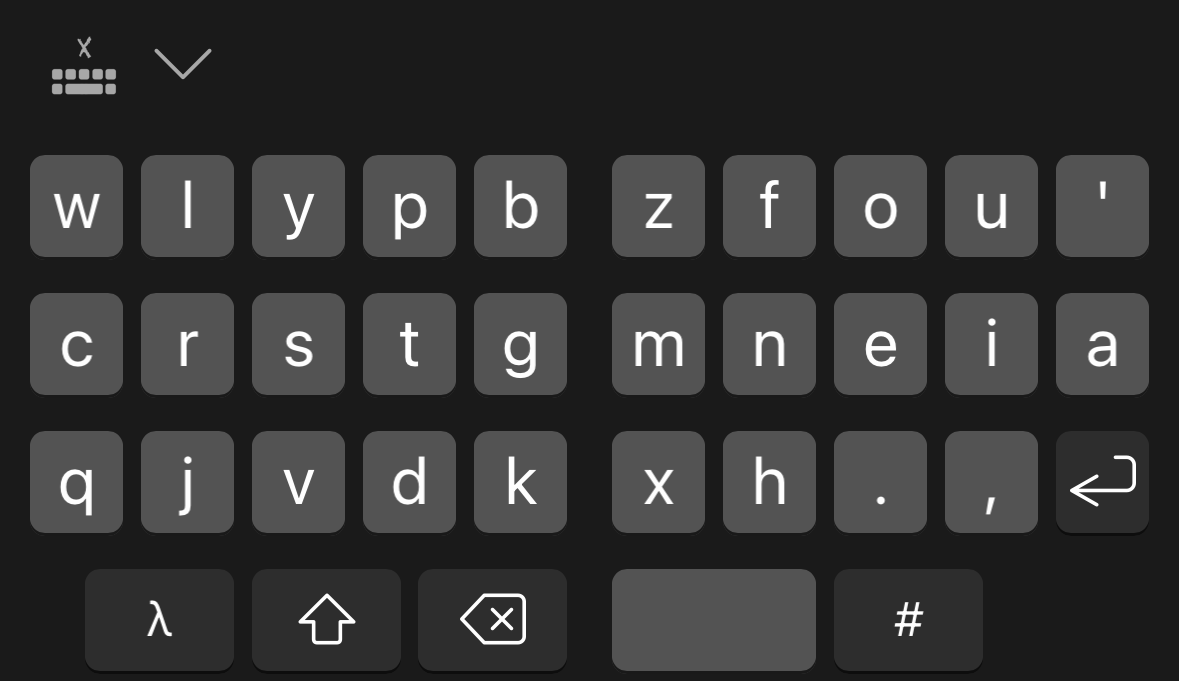 w l y p b z f o u '
c r s t g m n e i a
q j v d k x h . ,
λ #